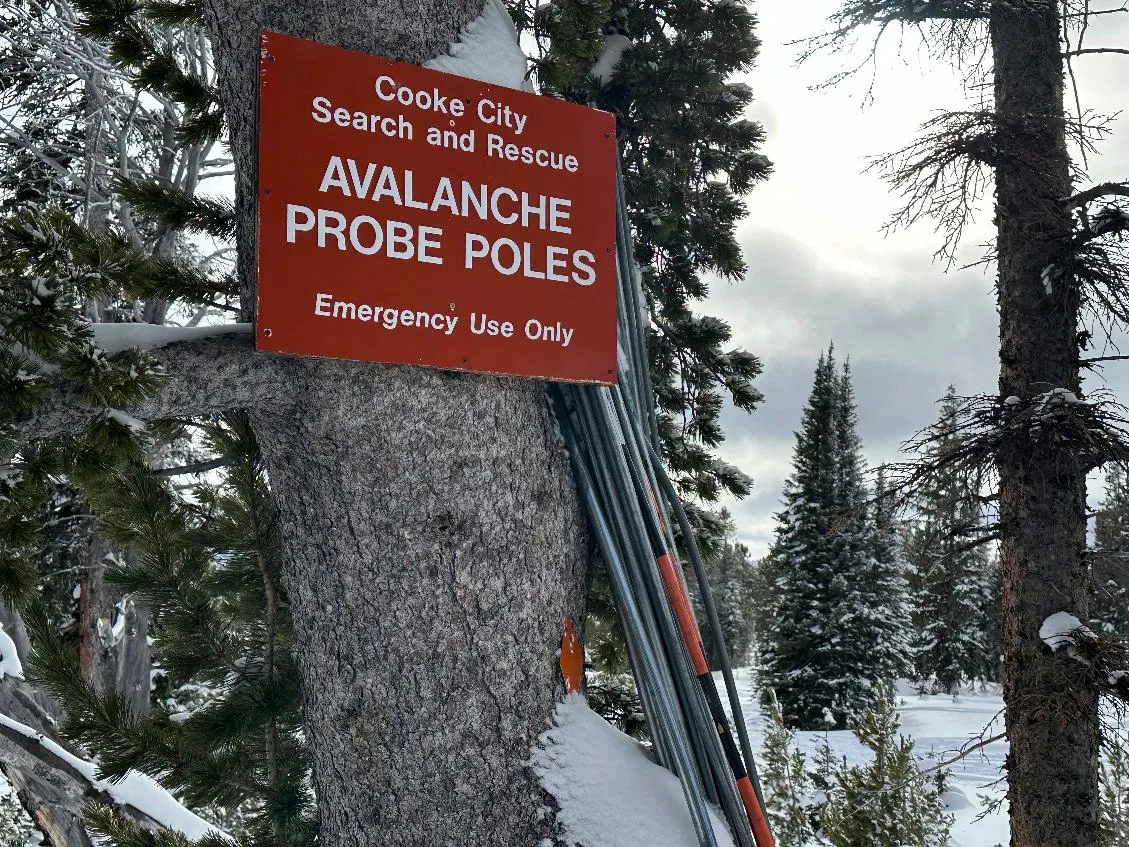 Cooke City
Search and Rescue
AVALANCHE
PROBE POLES
Emergency Use Only